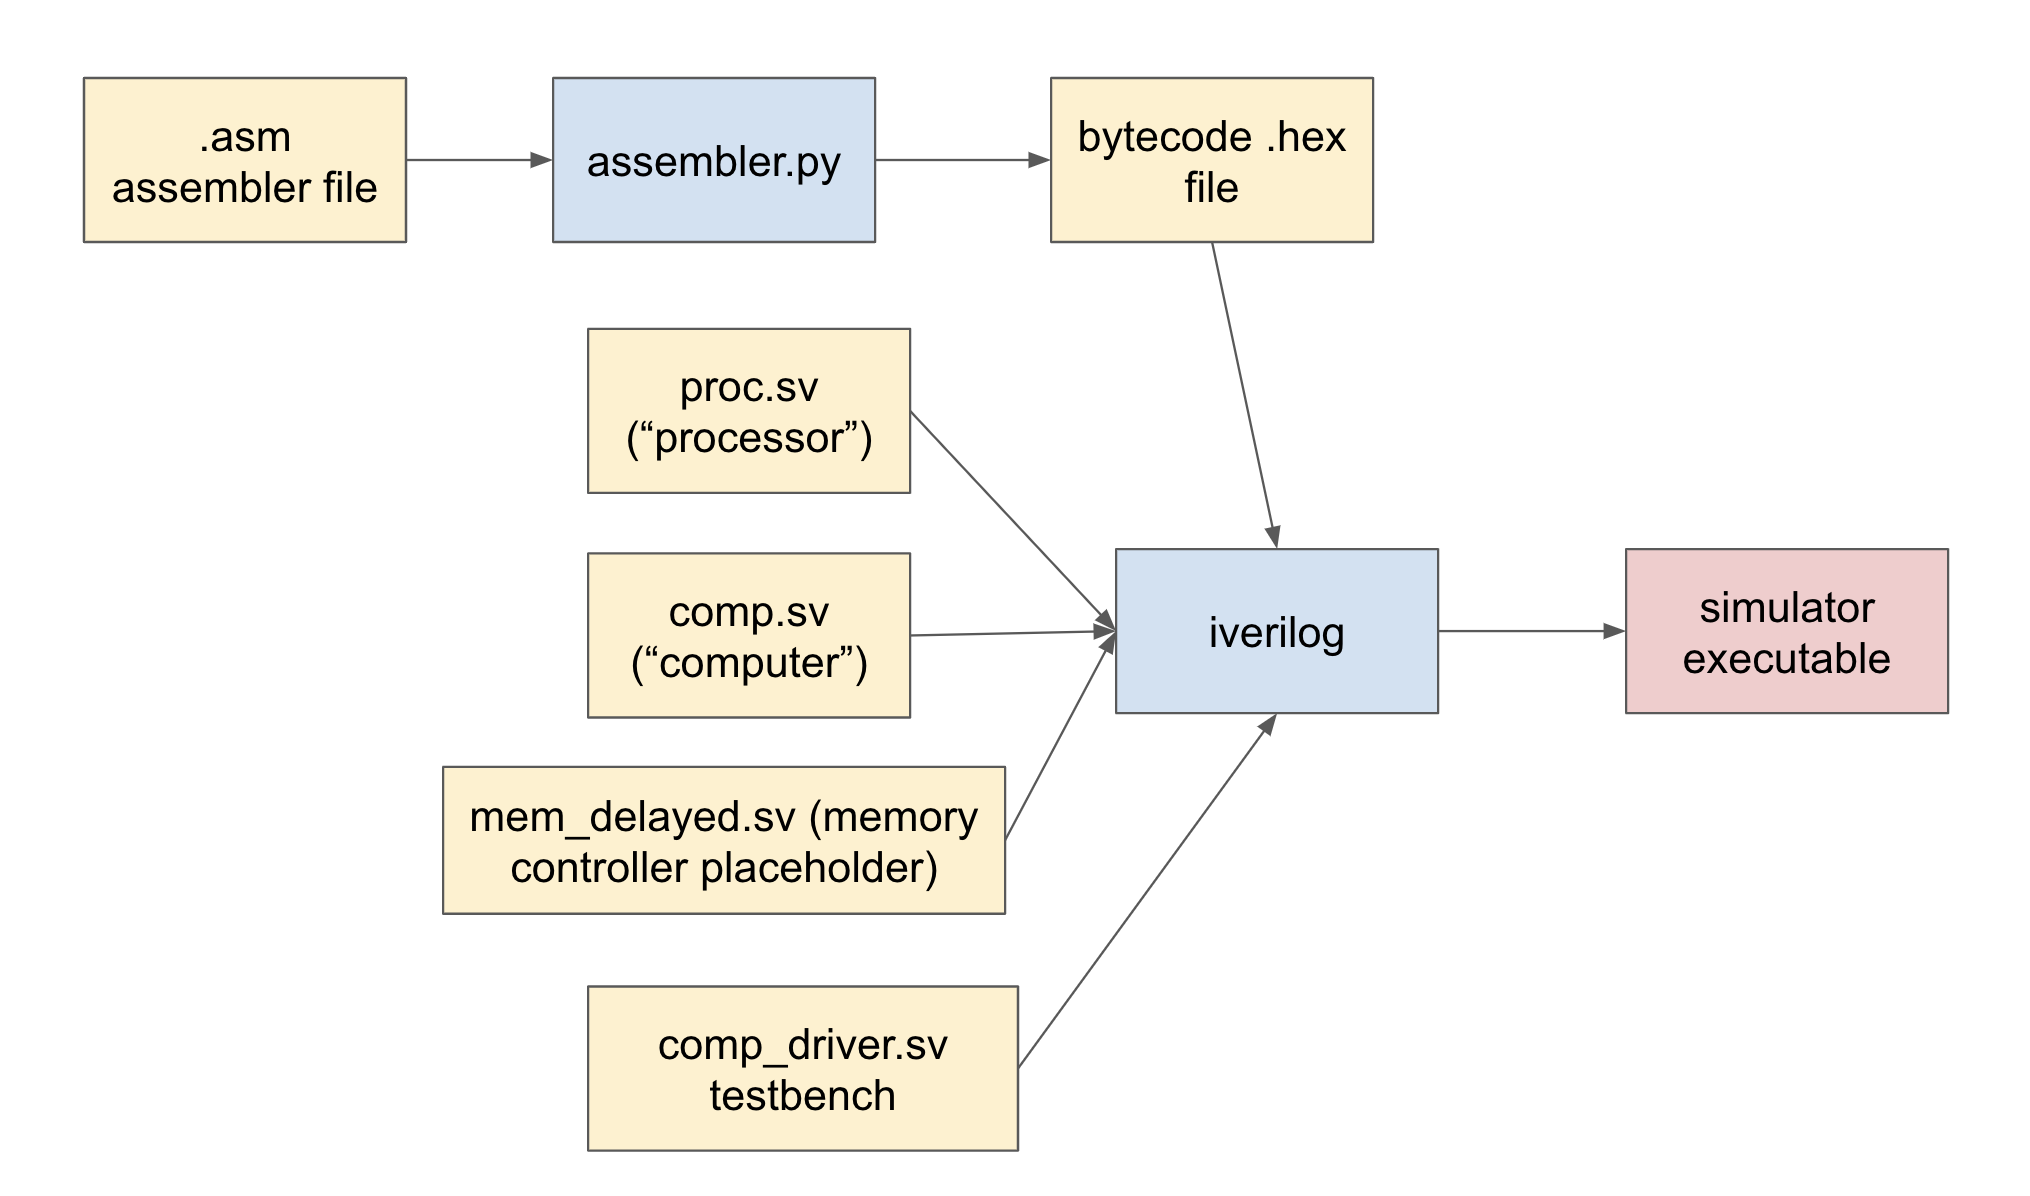 .asm
assembler file
assembler.py
bytecode .hex
file
proc.sv
(“processor”)
comp.sv
(“computer”)
iverilog
simulator
executable
mem_delayed.sv (memory
controller placeholder)
comp_driver.sv
testbench